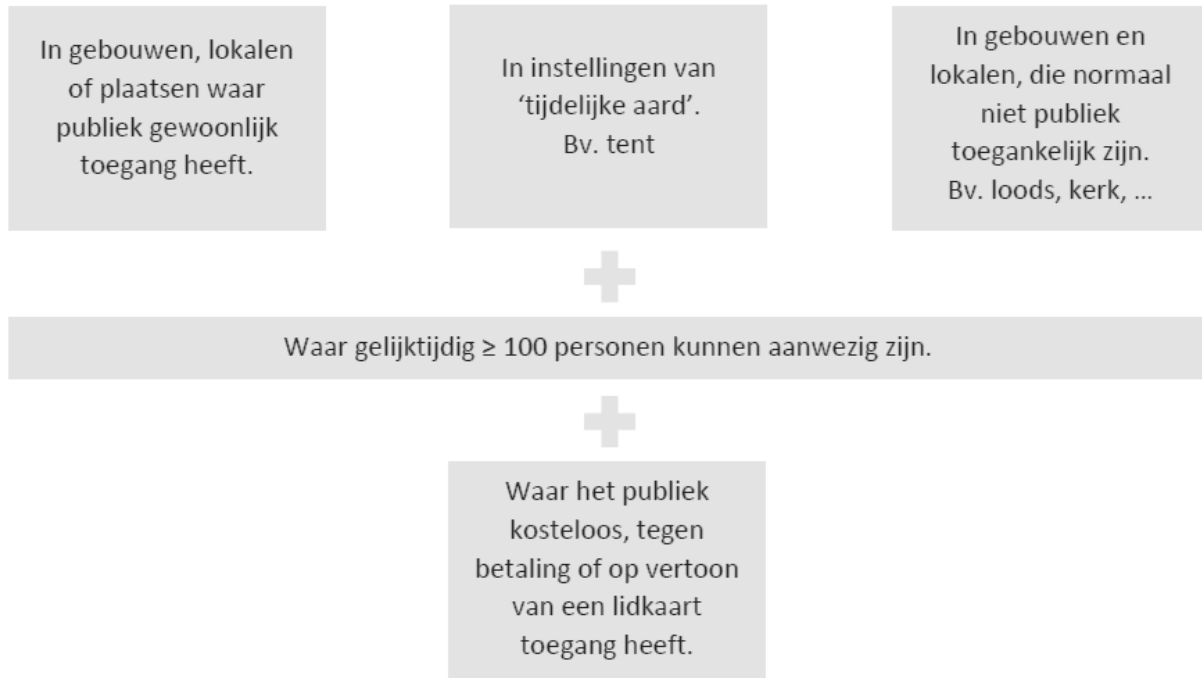 In gebouwen, lokalen
of plaatsen waar
publiek gewoonlijk
toegang heeft.
In instellingen van
‘tijdelijke aard’.
Bv. tent
In gebouwen en
lokalen, die normaal
niet publiek
toegankelijk zijn.
Bv. loods, kerk, ...
Waar gelijktijdig ≥ 100 personen kunnen aanwezig zijn.
Waar het publiek
kosteloos, tegen
betaling of op vertoon
van een lidkaart
toegang heeft.